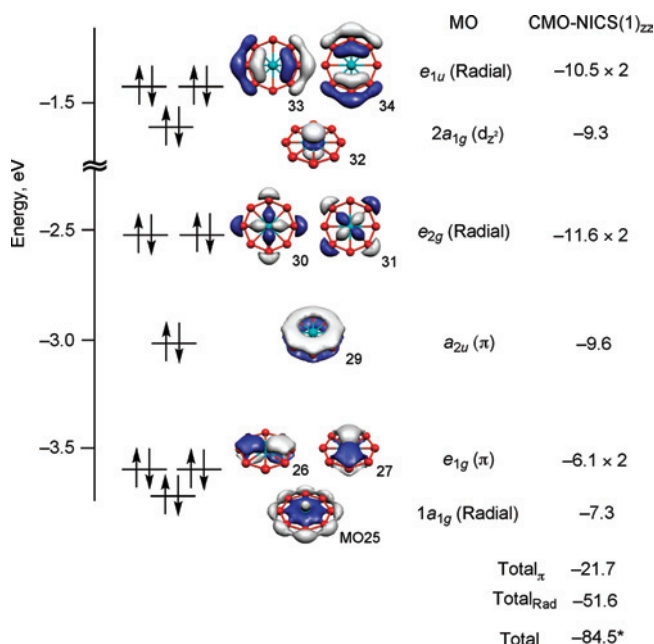 MO CMO-NICS(1)zz
33 34 e1u (Radial) −10.5 × 2
−1.5
32 2a1g (dz²) −9.3
Energy, eV
−2.5
30 31 e2g (Radial) −11.6 × 2
−3.0
29 a2u (π) −9.6
−3.5
26 27 e1g (π) −6.1 × 2
MO25 1a1g (Radial) −7.3
Totalπ −21.7
TotalRad −51.6
Total −84.5*